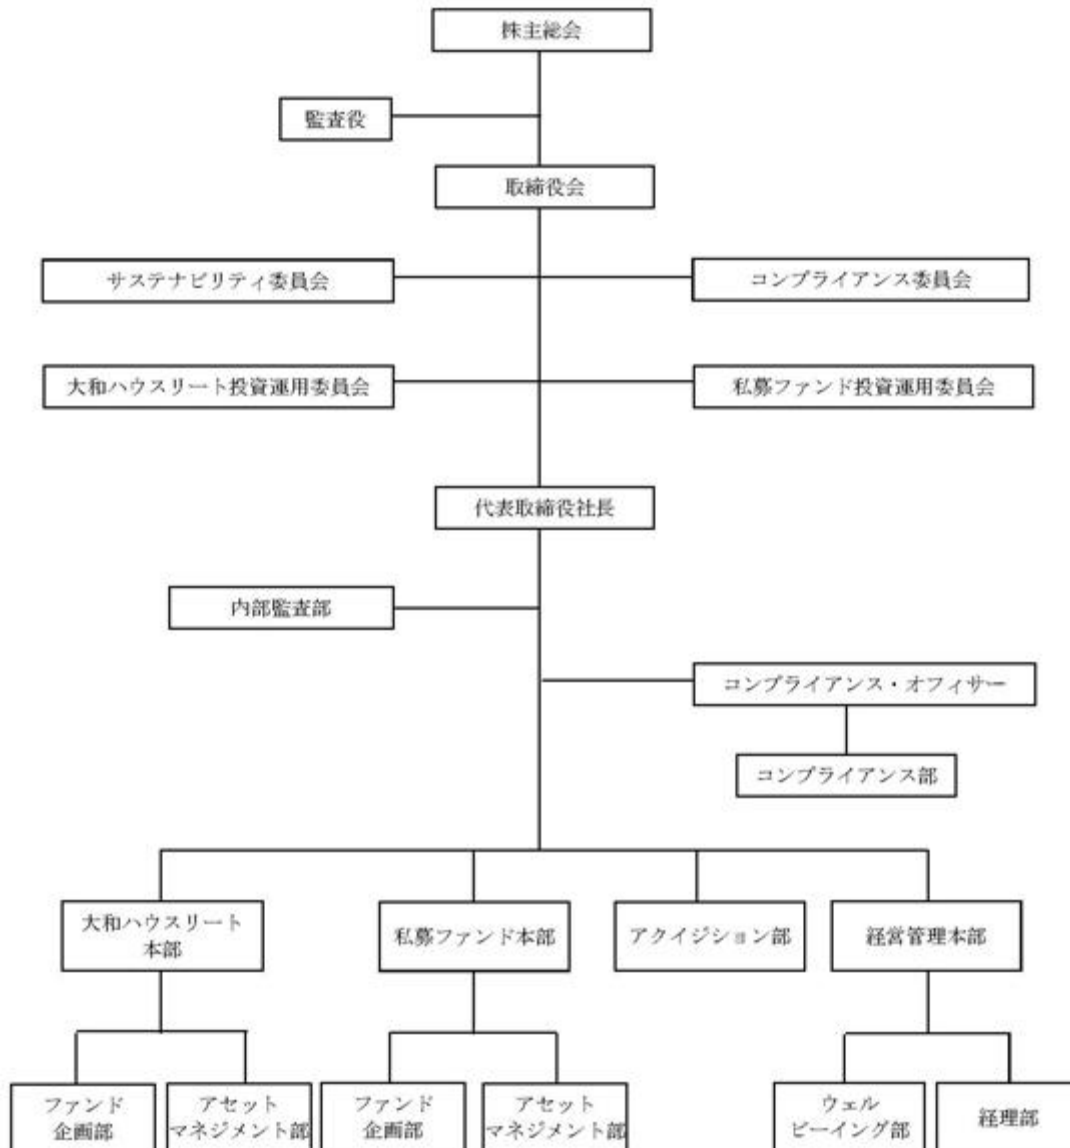 株主総会
監査役
取締役会
サステナビリティ委員会
コンプライアンス委員会
大和ハウスリート投資運用委員会
私募ファンド投資運用委員会
代表取締役社長
内部監査部
コンプライアンス・オフィサー
コンプライアンス部
大和ハウスリート
本部
私募ファンド本部
アクイジション部
経営管理本部
ファンド
企画部
アセット
マネジメント部
ファンド
企画部
アセット
マネジメント部
ウェル
ビーイング部
経理部